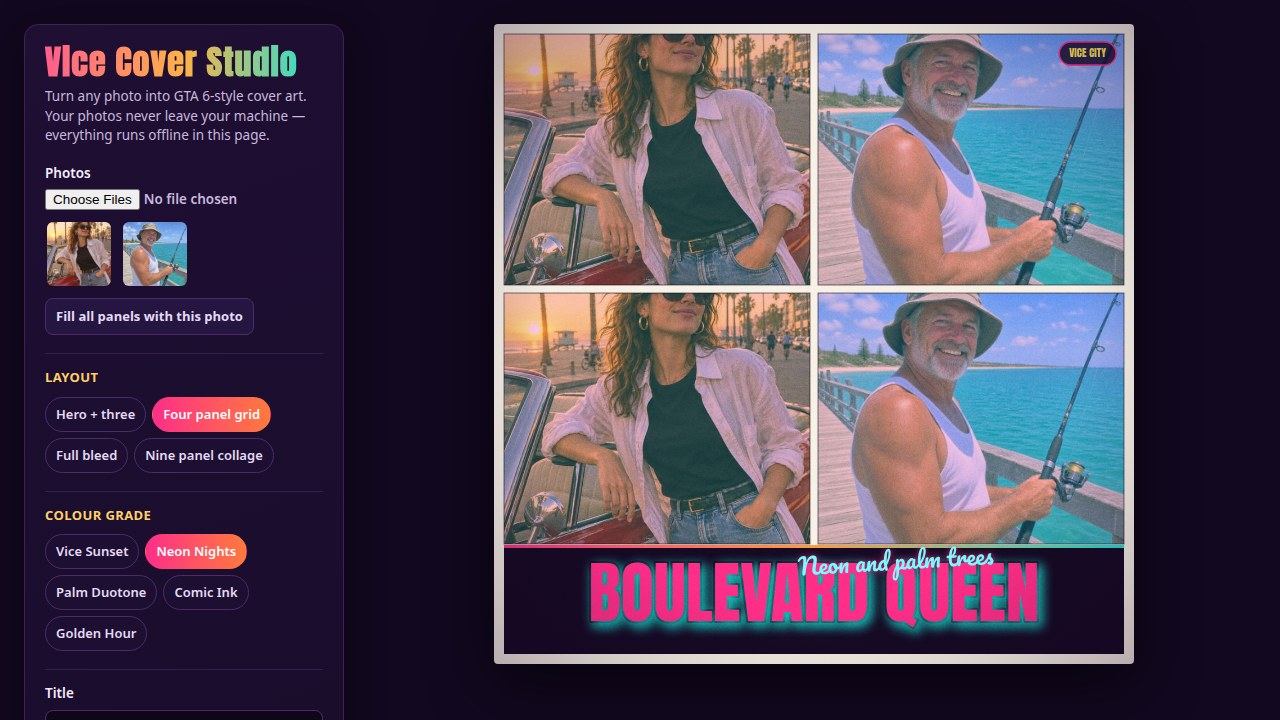 Vice Cover Studio
Turn any photo into GTA 6-style cover art.
Your photos never leave your machine —
everything runs offline in this page.
Photos
Choose Files No file chosen
Fill all panels with this photo
LAYOUT
Hero + three
Four panel grid
Full bleed
Nine panel collage
COLOUR GRADE
Vice Sunset
Neon Nights
Palm Duotone
Comic Ink
Golden Hour
Title
VICE CITY
Neon and palm trees
BOULEVARD QUEEN